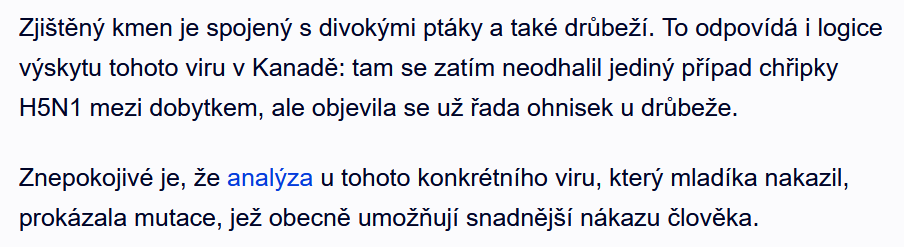 Zjištěný kmen je spojený s divokými ptáky a také drůbeží. To odpovídá i logice
výskytu tohoto viru v Kanadě: tam se zatím neodhalil jediný případ chřipky
H5N1 mezi dobytkem, ale objevila se už řada ohnisek u drůbeže.
Znepokojivé je, že analýza u tohoto konkrétního viru, který mladíka nakazil,
prokázala mutace, jež obecně umožňují snadnější nákazu člověka.